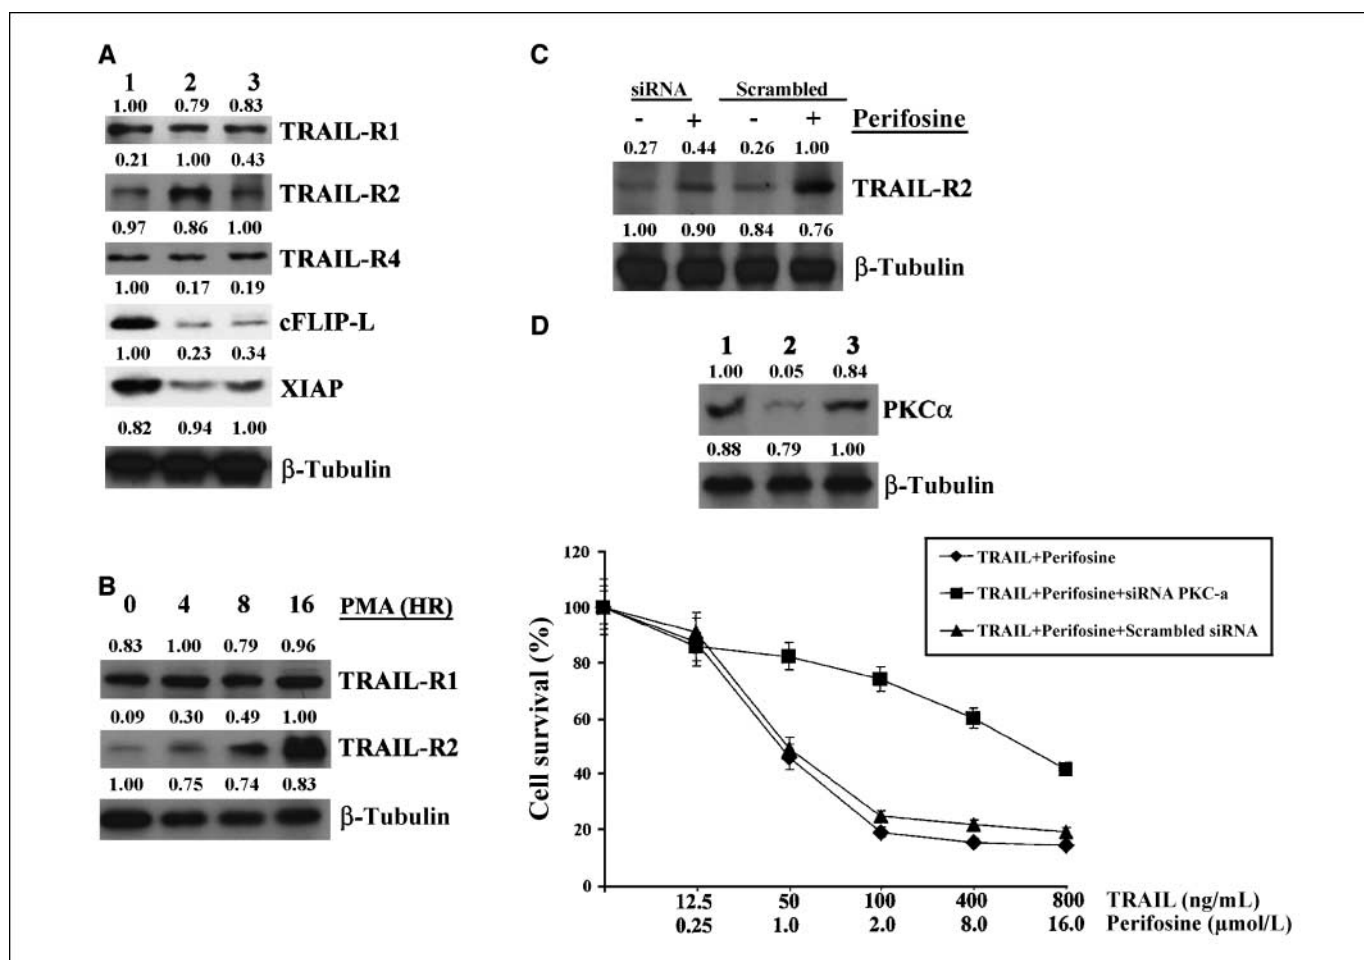 A
1 2 3
1.00 0.79 0.83
TRAIL-R1
0.21 1.00 0.43
TRAIL-R2
0.97 0.86 1.00
TRAIL-R4
1.00 0.17 0.19
cFLIP-L
1.00 0.23 0.34
XIAP
0.82 0.94 1.00
β-Tubulin
B
0 4 8 16 PMA (HR)
0.83 1.00 0.79 0.96
TRAIL-R1
0.09 0.30 0.49 1.00
TRAIL-R2
1.00 0.75 0.74 0.83
β-Tubulin
C
siRNA Scrambled
- + - + Perifosine
0.27 0.44 0.26 1.00
TRAIL-R2
1.00 0.90 0.84 0.76
β-Tubulin
D
1 2 3
1.00 0.05 0.84
PKCα
0.88 0.79 1.00
β-Tubulin
TRAIL+Perifosine
TRAIL+Perifosine+siRNA PKC-a
TRAIL+Perifosine+Scrambled siRNA
Cell survival (%)
120
100
80
60
40
20
0
12.5 50 100 400 800 TRAIL (ng/mL)
0.25 1.0 2.0 8.0 16.0 Perifosine (µmol/L)